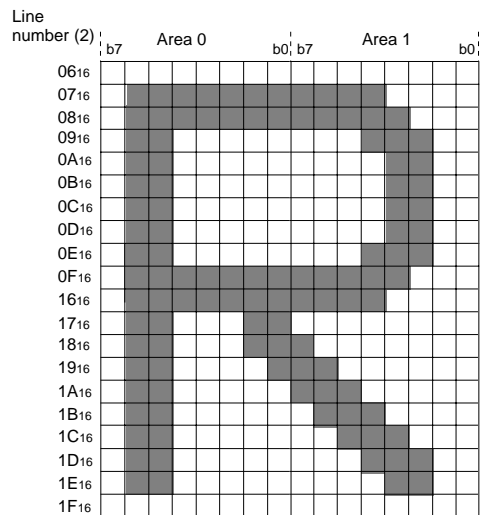 Line
number (2)
b7 Area 0 b0 b7 Area 1 b0
06₁₆
07₁₆
08₁₆
09₁₆
0A₁₆
0B₁₆
0C₁₆
0D₁₆
0E₁₆
0F₁₆
16₁₆
17₁₆
18₁₆
19₁₆
1A₁₆
1B₁₆
1C₁₆
1D₁₆
1E₁₆
1F₁₆
R